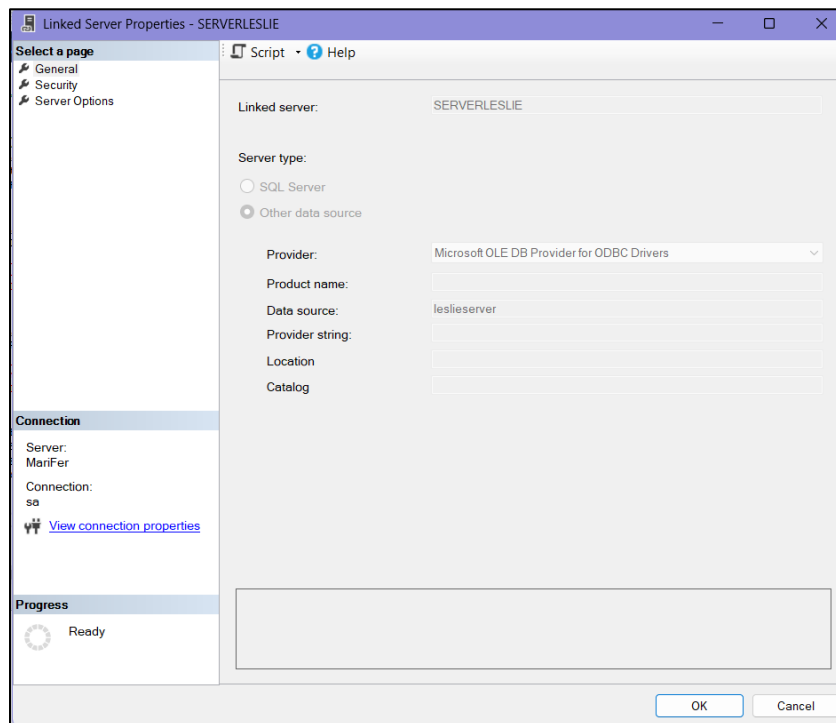 Linked Server Properties - SERVERLESLIE
Select a page
General
Security
Server Options
Script Help
Linked server: SERVERLESLIE
Server type:
SQL Server
Other data source
Provider: Microsoft OLE DB Provider for ODBC Drivers
Product name:
Data source: leslieserver
Provider string:
Location
Catalog
Connection
Server:
MariFer
Connection:
sa
View connection properties
Progress
Ready
OK Cancel